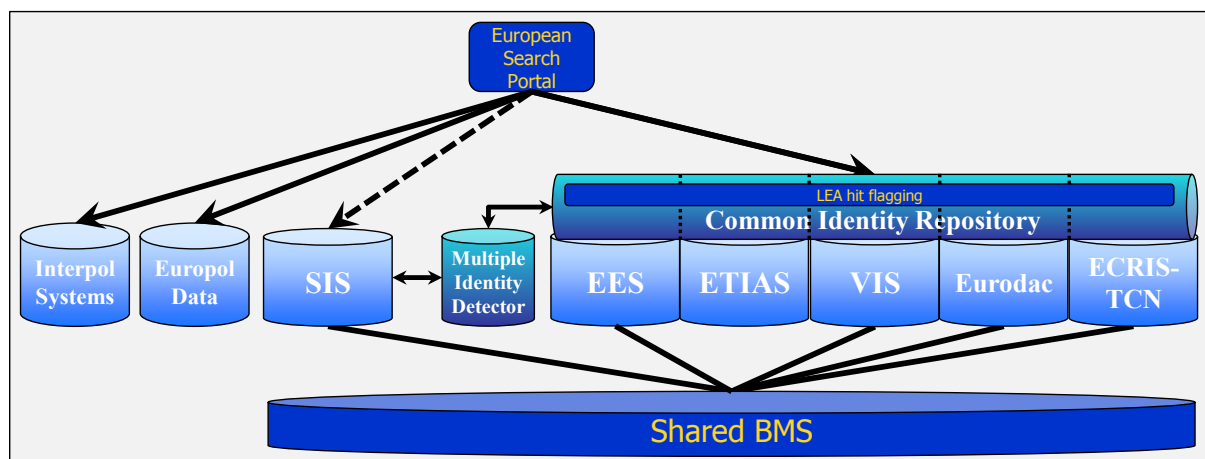 European
Search
Portal
LEA hit flagging
Common Identity Repository
Interpol
Systems
Europol
Data
SIS
Multiple
Identity
Detector
EES
ETIAS
VIS
Eurodac
ECRIS-
TCN
Shared BMS